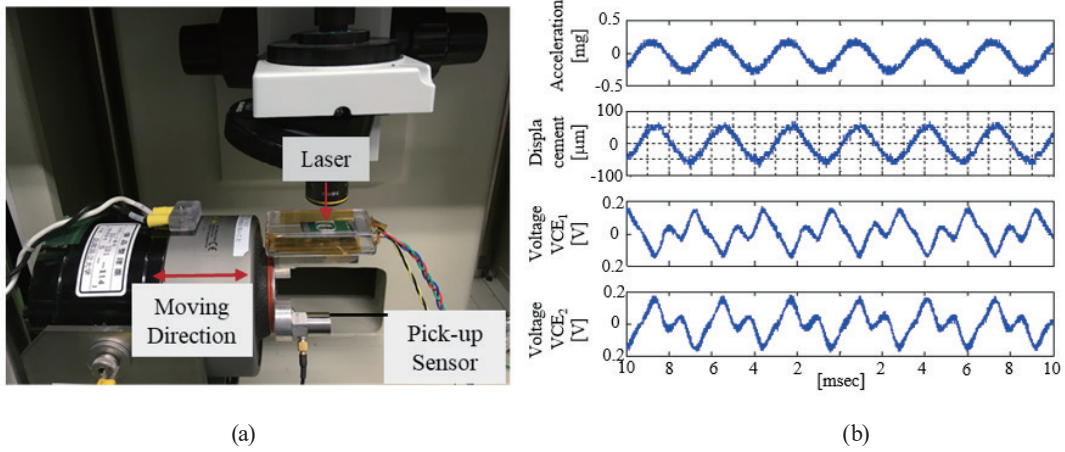 Laser
Moving
Direction
Pick-up
Sensor
(a)
Acceleration
[mg]
0.5
0
-0.5
Displa
cement
[μm]
100
0
-100
Voltage
VCE1
[V]
0.2
0
0.2
Voltage
VCE2
[V]
0.2
0
0.2
10 8 6 4 2 2 4 6 8 10
[msec]
(b)